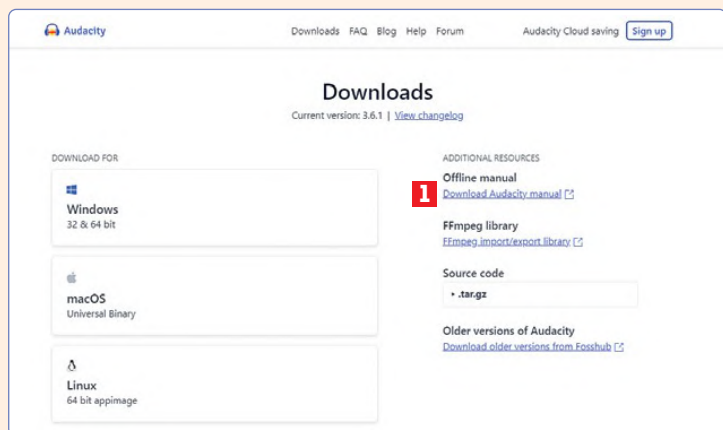 Audacity
Downloads FAQ Blog Help Forum
Audacity Cloud saving Sign up
Downloads
Current version: 3.6.1 | View changelog
DOWNLOAD FOR
Windows
32 & 64 bit
macOS
Universal Binary
Linux
64 bit appimage
ADDITIONAL RESOURCES
Offline manual
1 Download Audacity manual
FFmpeg library
FFmpeg import/export library
Source code
.tar.gz
Older versions of Audacity
Download older versions from Fosshub